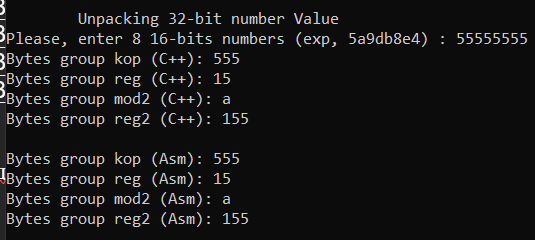 Unpacking 32-bit number Value
Please, enter 8 16-bits numbers (exp, 5a9db8e4) : 55555555
Bytes group kop (C++): 555
Bytes group reg (C++): 15
Bytes group mod2 (C++): a
Bytes group reg2 (C++): 155
Bytes group kop (Asm): 555
Bytes group reg (Asm): 15
Bytes group mod2 (Asm): a
Bytes group reg2 (Asm): 155